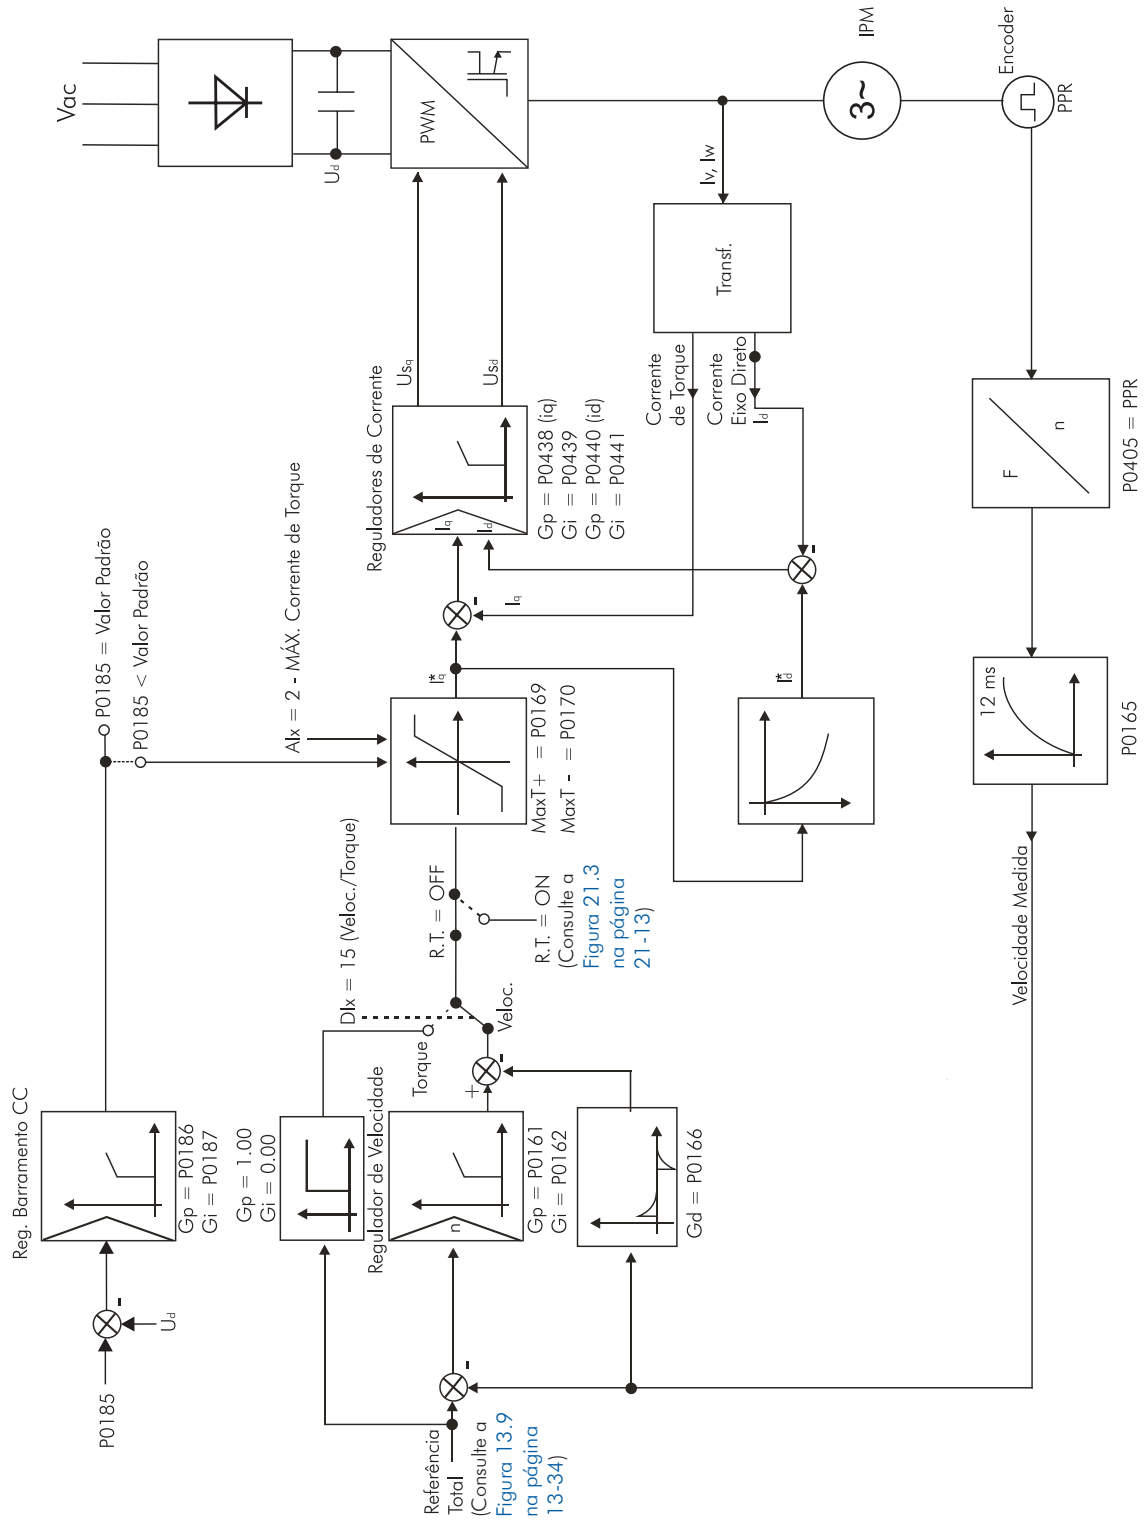 Vac
Ud
PWM
IPM
Encoder
PPR
Iv, Iw
Transf.
Usq
Usd
Reguladores de Corrente
Iq
Id
Gp = P0438 (iq)
Gi = P0439
Gp = P0440 (id)
Gi = P0441
Corrente
de Torque
Corrente
Eixo Direto
Id
F
n
P0405 = PPR
P0185 = Valor Padrão
P0185 < Valor Padrão
AIx = 2 - MÁX. Corrente de Torque
I*q
-
Iq
-
I*d
MaxT+ = P0169
MaxT - = P0170
12 ms
P0165
Velocidade Medida
DIx = 15 (Veloc./Torque)
R.T. = OFF
R.T. = ON
(Consulte a
Figura 21.3
na página
21-13)
Torque
Veloc.
+
-
Reg. Barramento CC
Gp = P0186
Gi = P0187
Gp = 1.00
Gi = 0.00
Regulador de Velocidade
n
Gp = P0161
Gi = P0162
Gd = P0166
-
Ud
P0185
-
Referência
Total
(Consulte a
Figura 13.9
na página
13-34)
3~